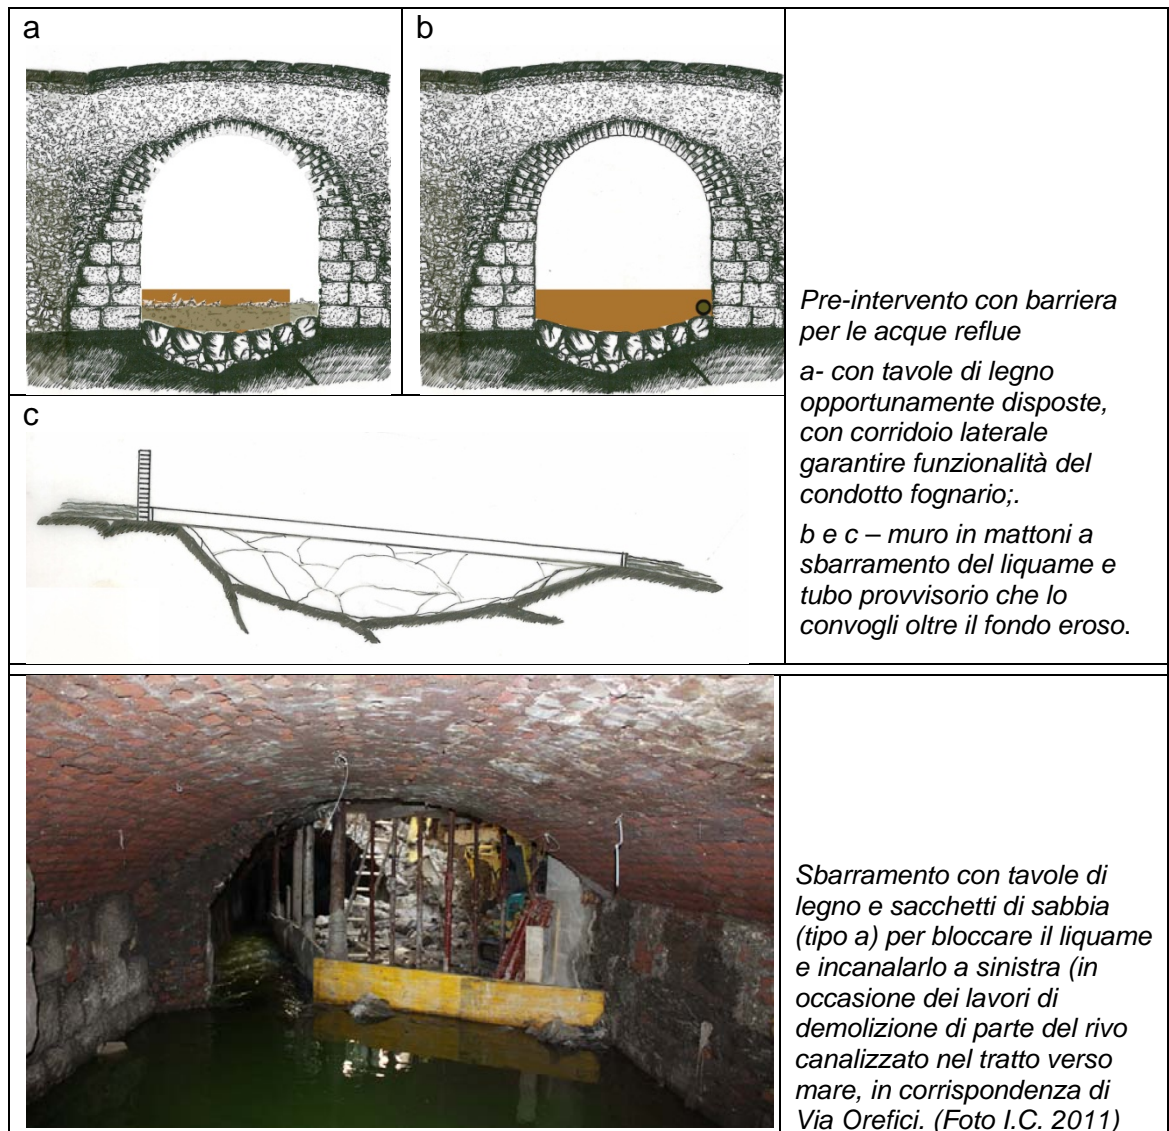 a
b
Pre-intervento con barriera
per le acque reflue
a- con tavole di legno
opportunamente disposte,
con corridoio laterale
garantire funzionalità del
condotto fognario;.
b e c – muro in mattoni a
sbarramento del liquame e
tubo provvisorio che lo
convogli oltre il fondo eroso.
c
Sbarramento con tavole di
legno e sacchetti di sabbia
(tipo a) per bloccare il liquame
e incanalarlo a sinistra (in
occasione dei lavori di
demolizione di parte del rivo
canalizzato nel tratto verso
mare, in corrispondenza di
Via Orefici. (Foto I.C. 2011)